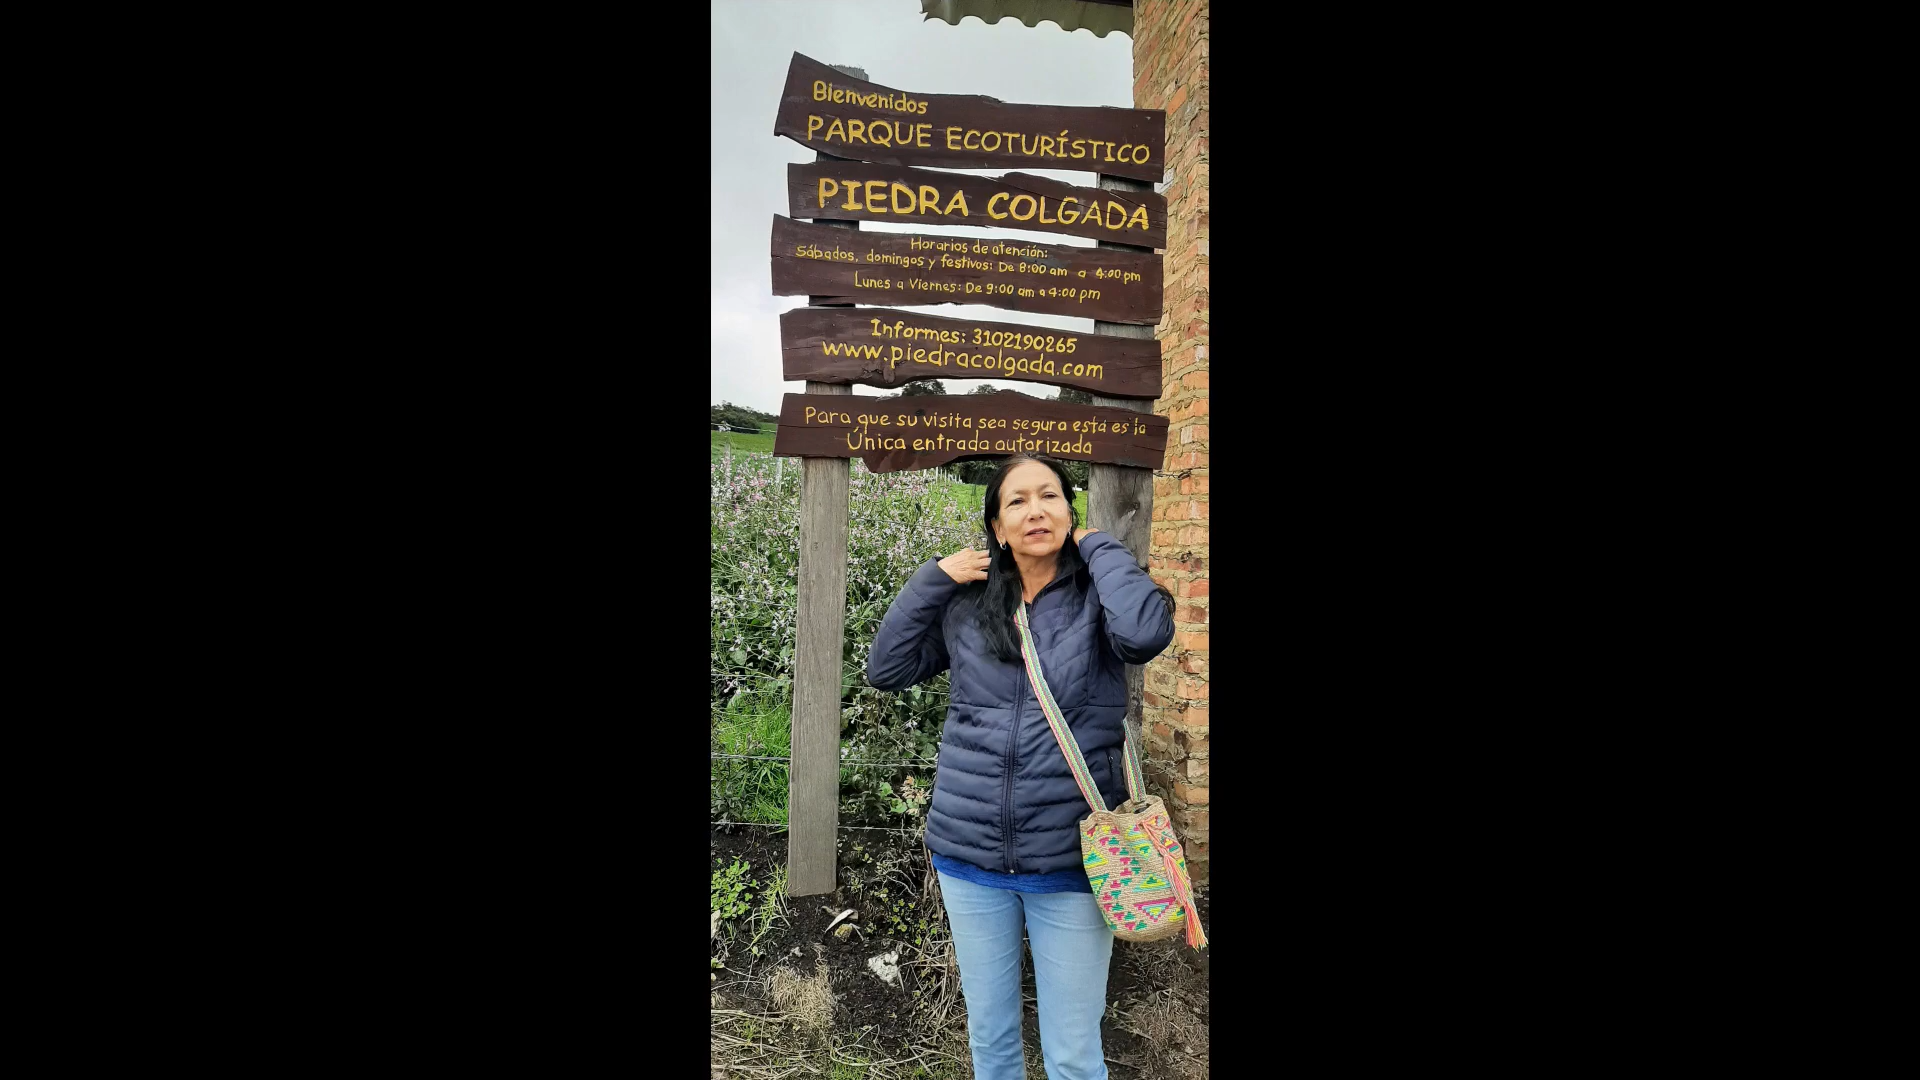 Bienvenidos
PARQUE ECOTURÍSTICO
PIEDRA COLGADA
Horarios de atención:
Sábados, domingos y festivos: De 8:00 am a 4:00 pm
Lunes a Viernes: De 9:00 am a 4:00 pm
Informes: 3102190265
www.piedracolgada.com
Para que su visita sea segura está es la
Única entrada autorizada